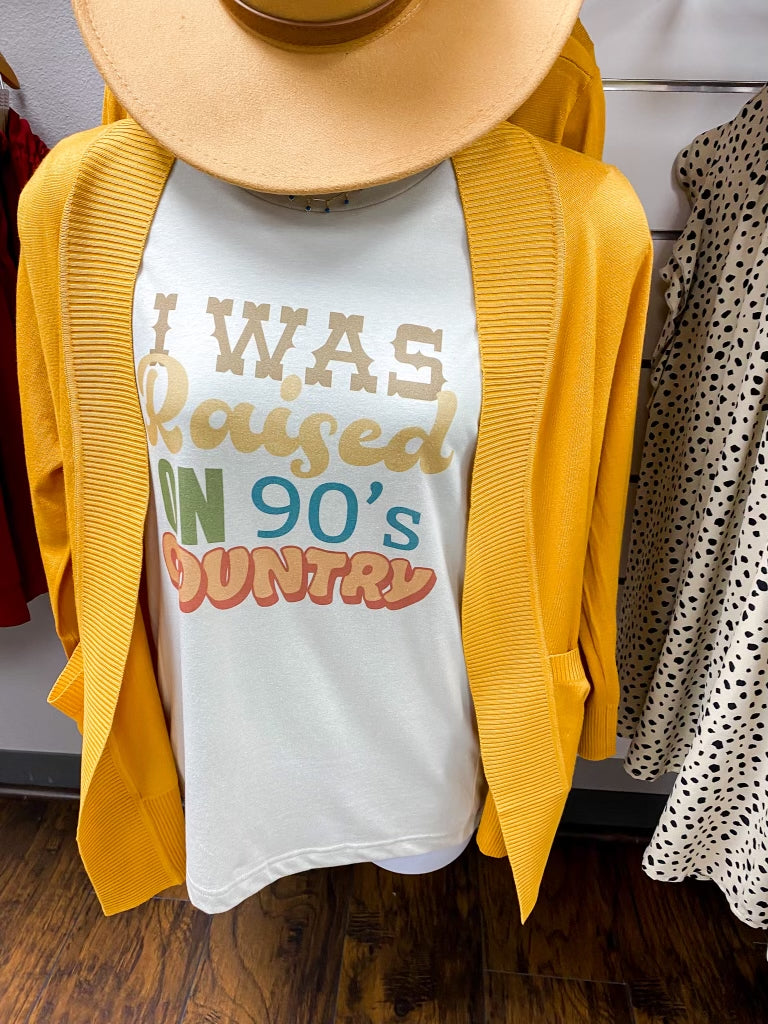 I WAS
Raised
ON 90's
COUNTRY